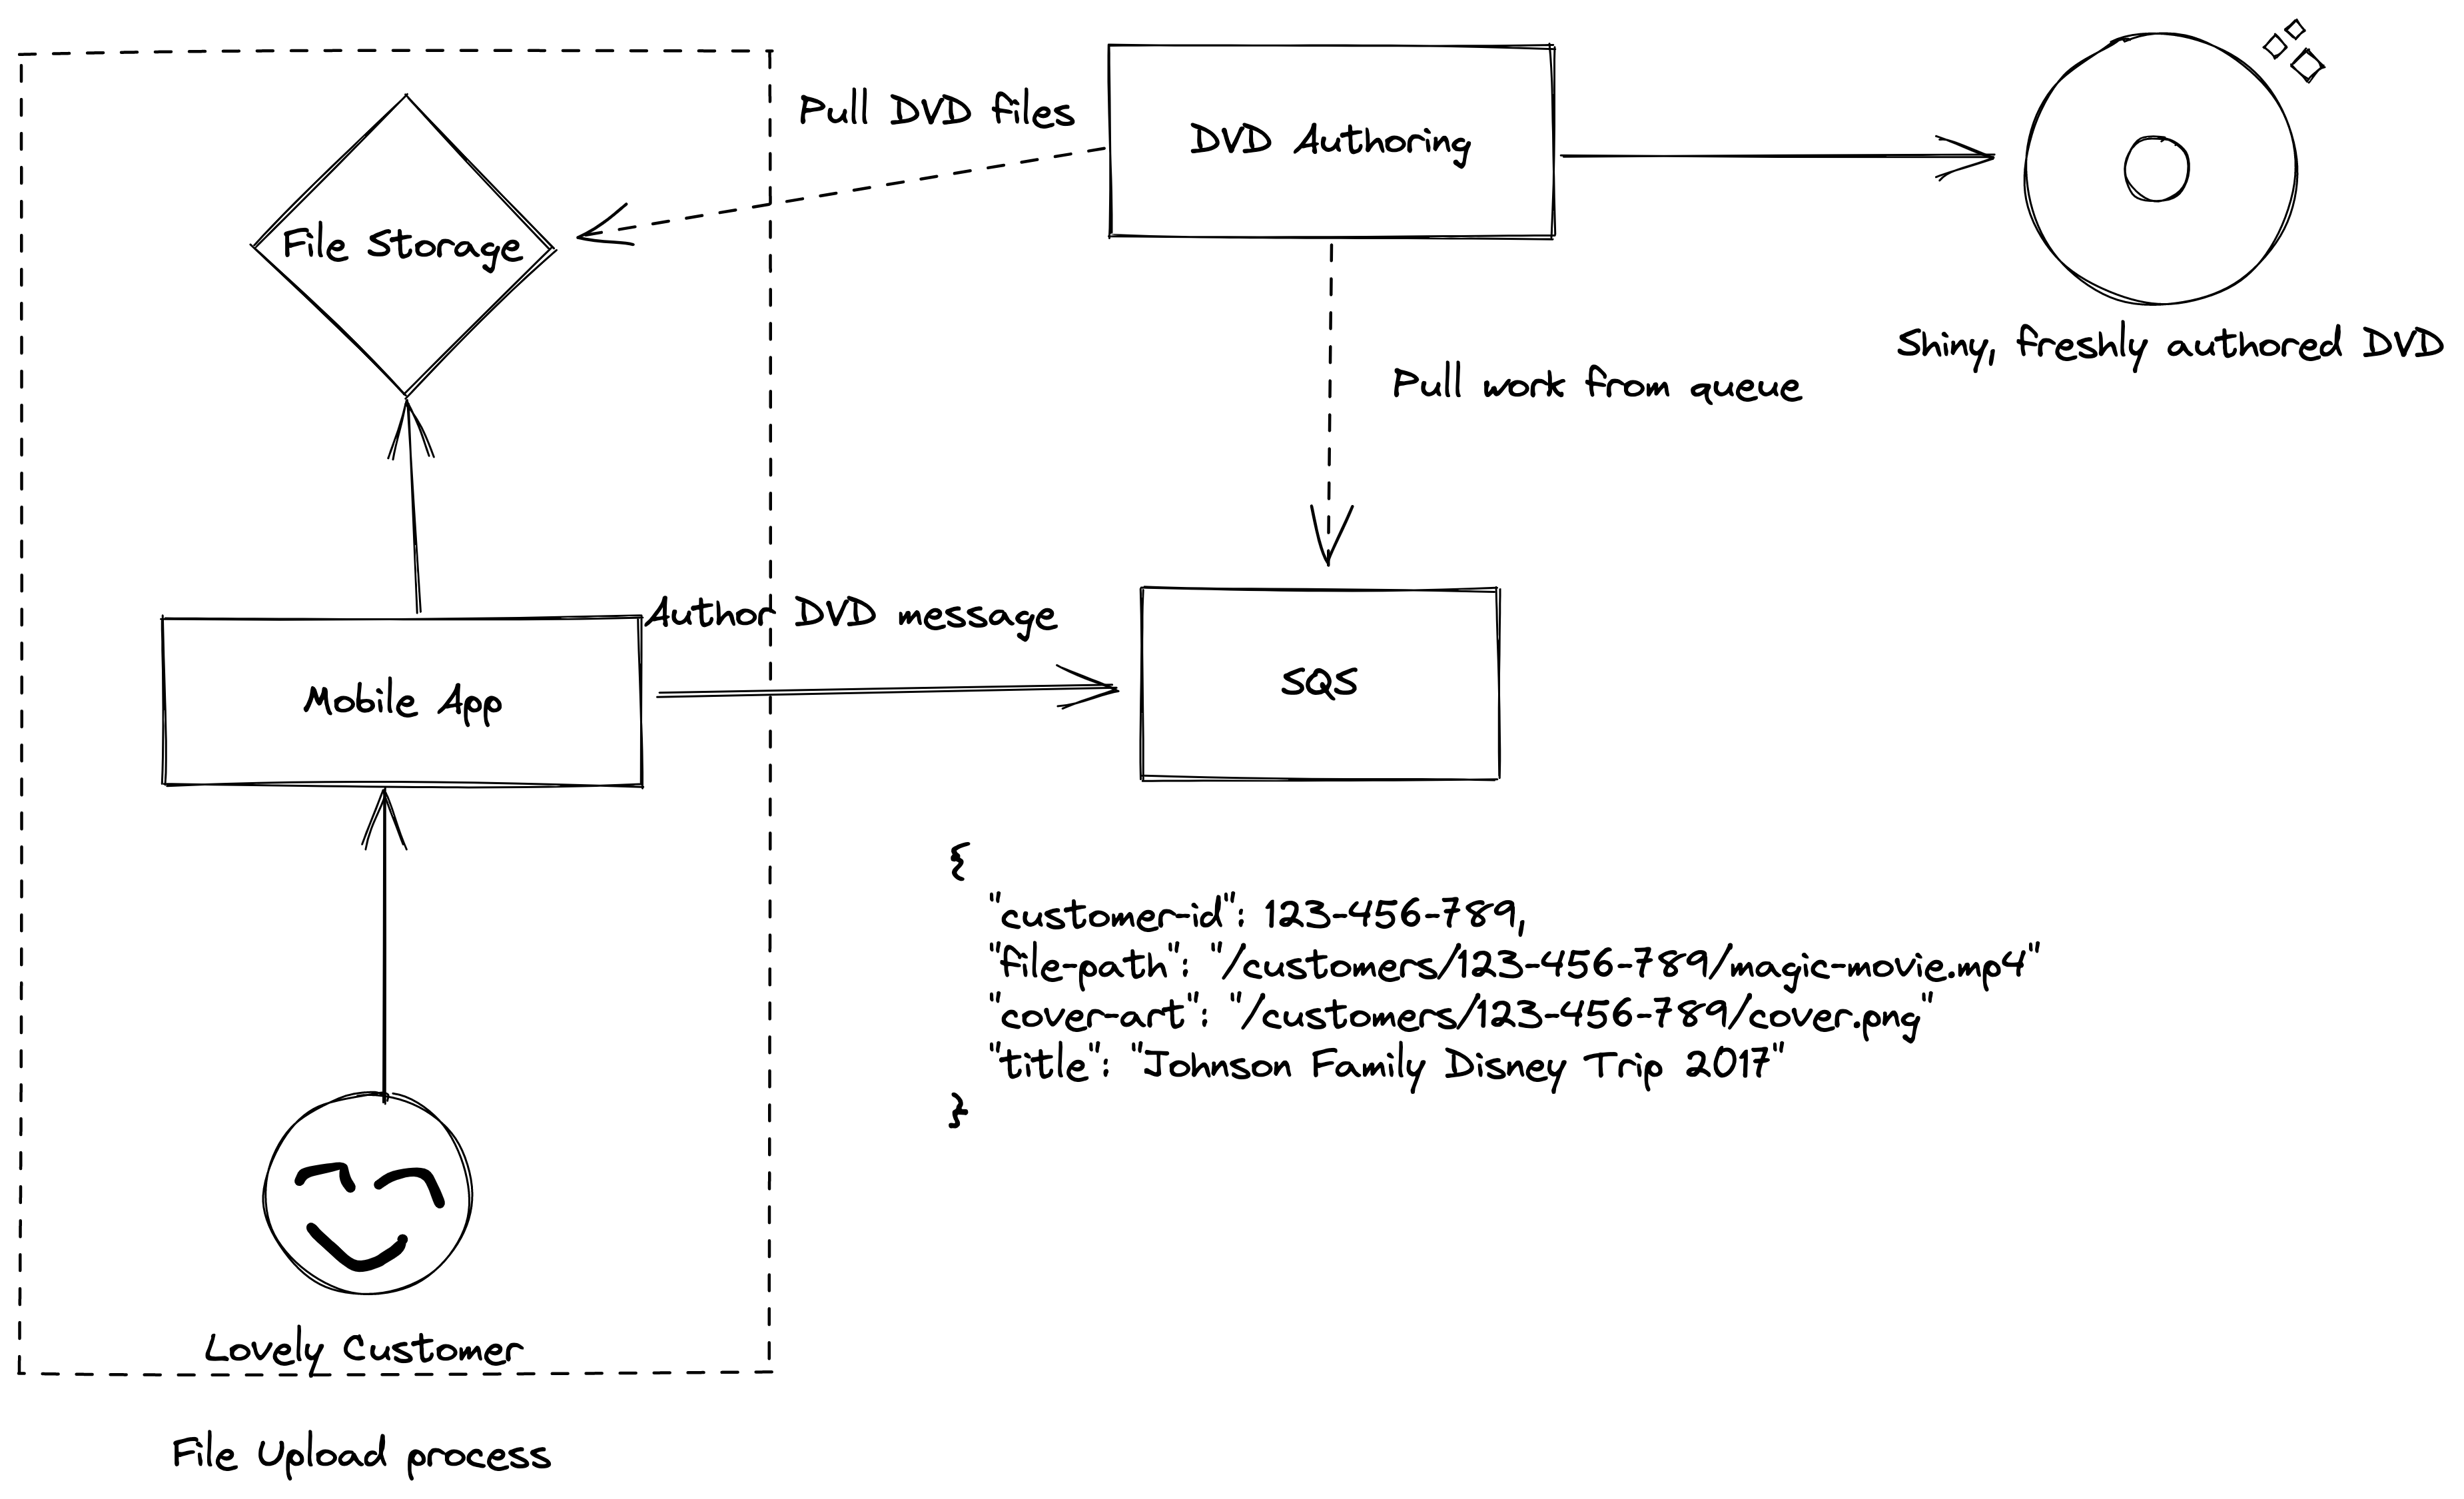 Pull DVD files
DVD Authoring
File Storage
Shiny, freshly authored DVD
Pull work from queue
Author DVD message
Mobile App
SQS
{
"customer-id": 123-456-789,
"file-path": "/customers/123-456-789/magic-movie.mp4"
"cover-art": "/customers/123-456-789/cover.png"
"title": "Johnson Family Disney Trip 2017"
}
Lovely Customer
File Upload process